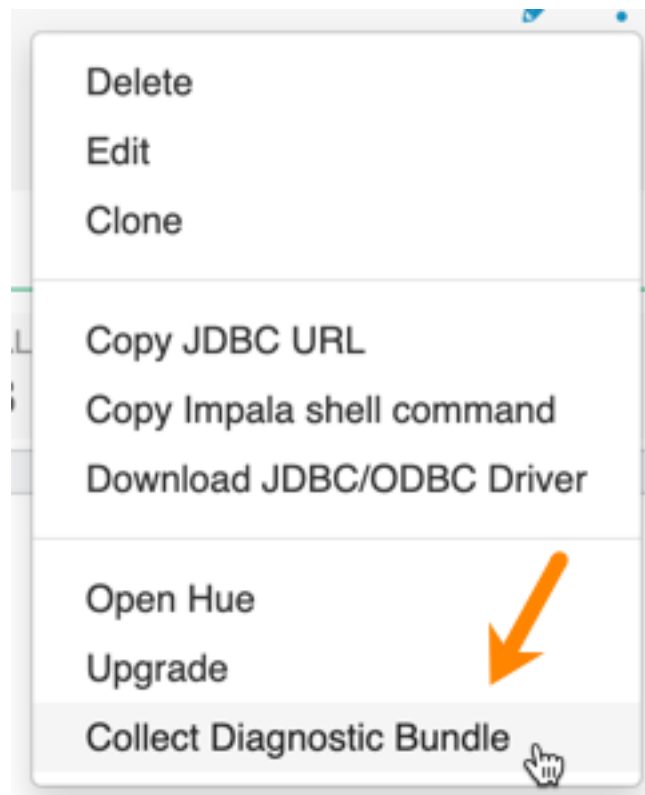 Delete
Edit
Clone
Copy JDBC URL
Copy Impala shell command
Download JDBC/ODBC Driver
Open Hue
Upgrade
Collect Diagnostic Bundle